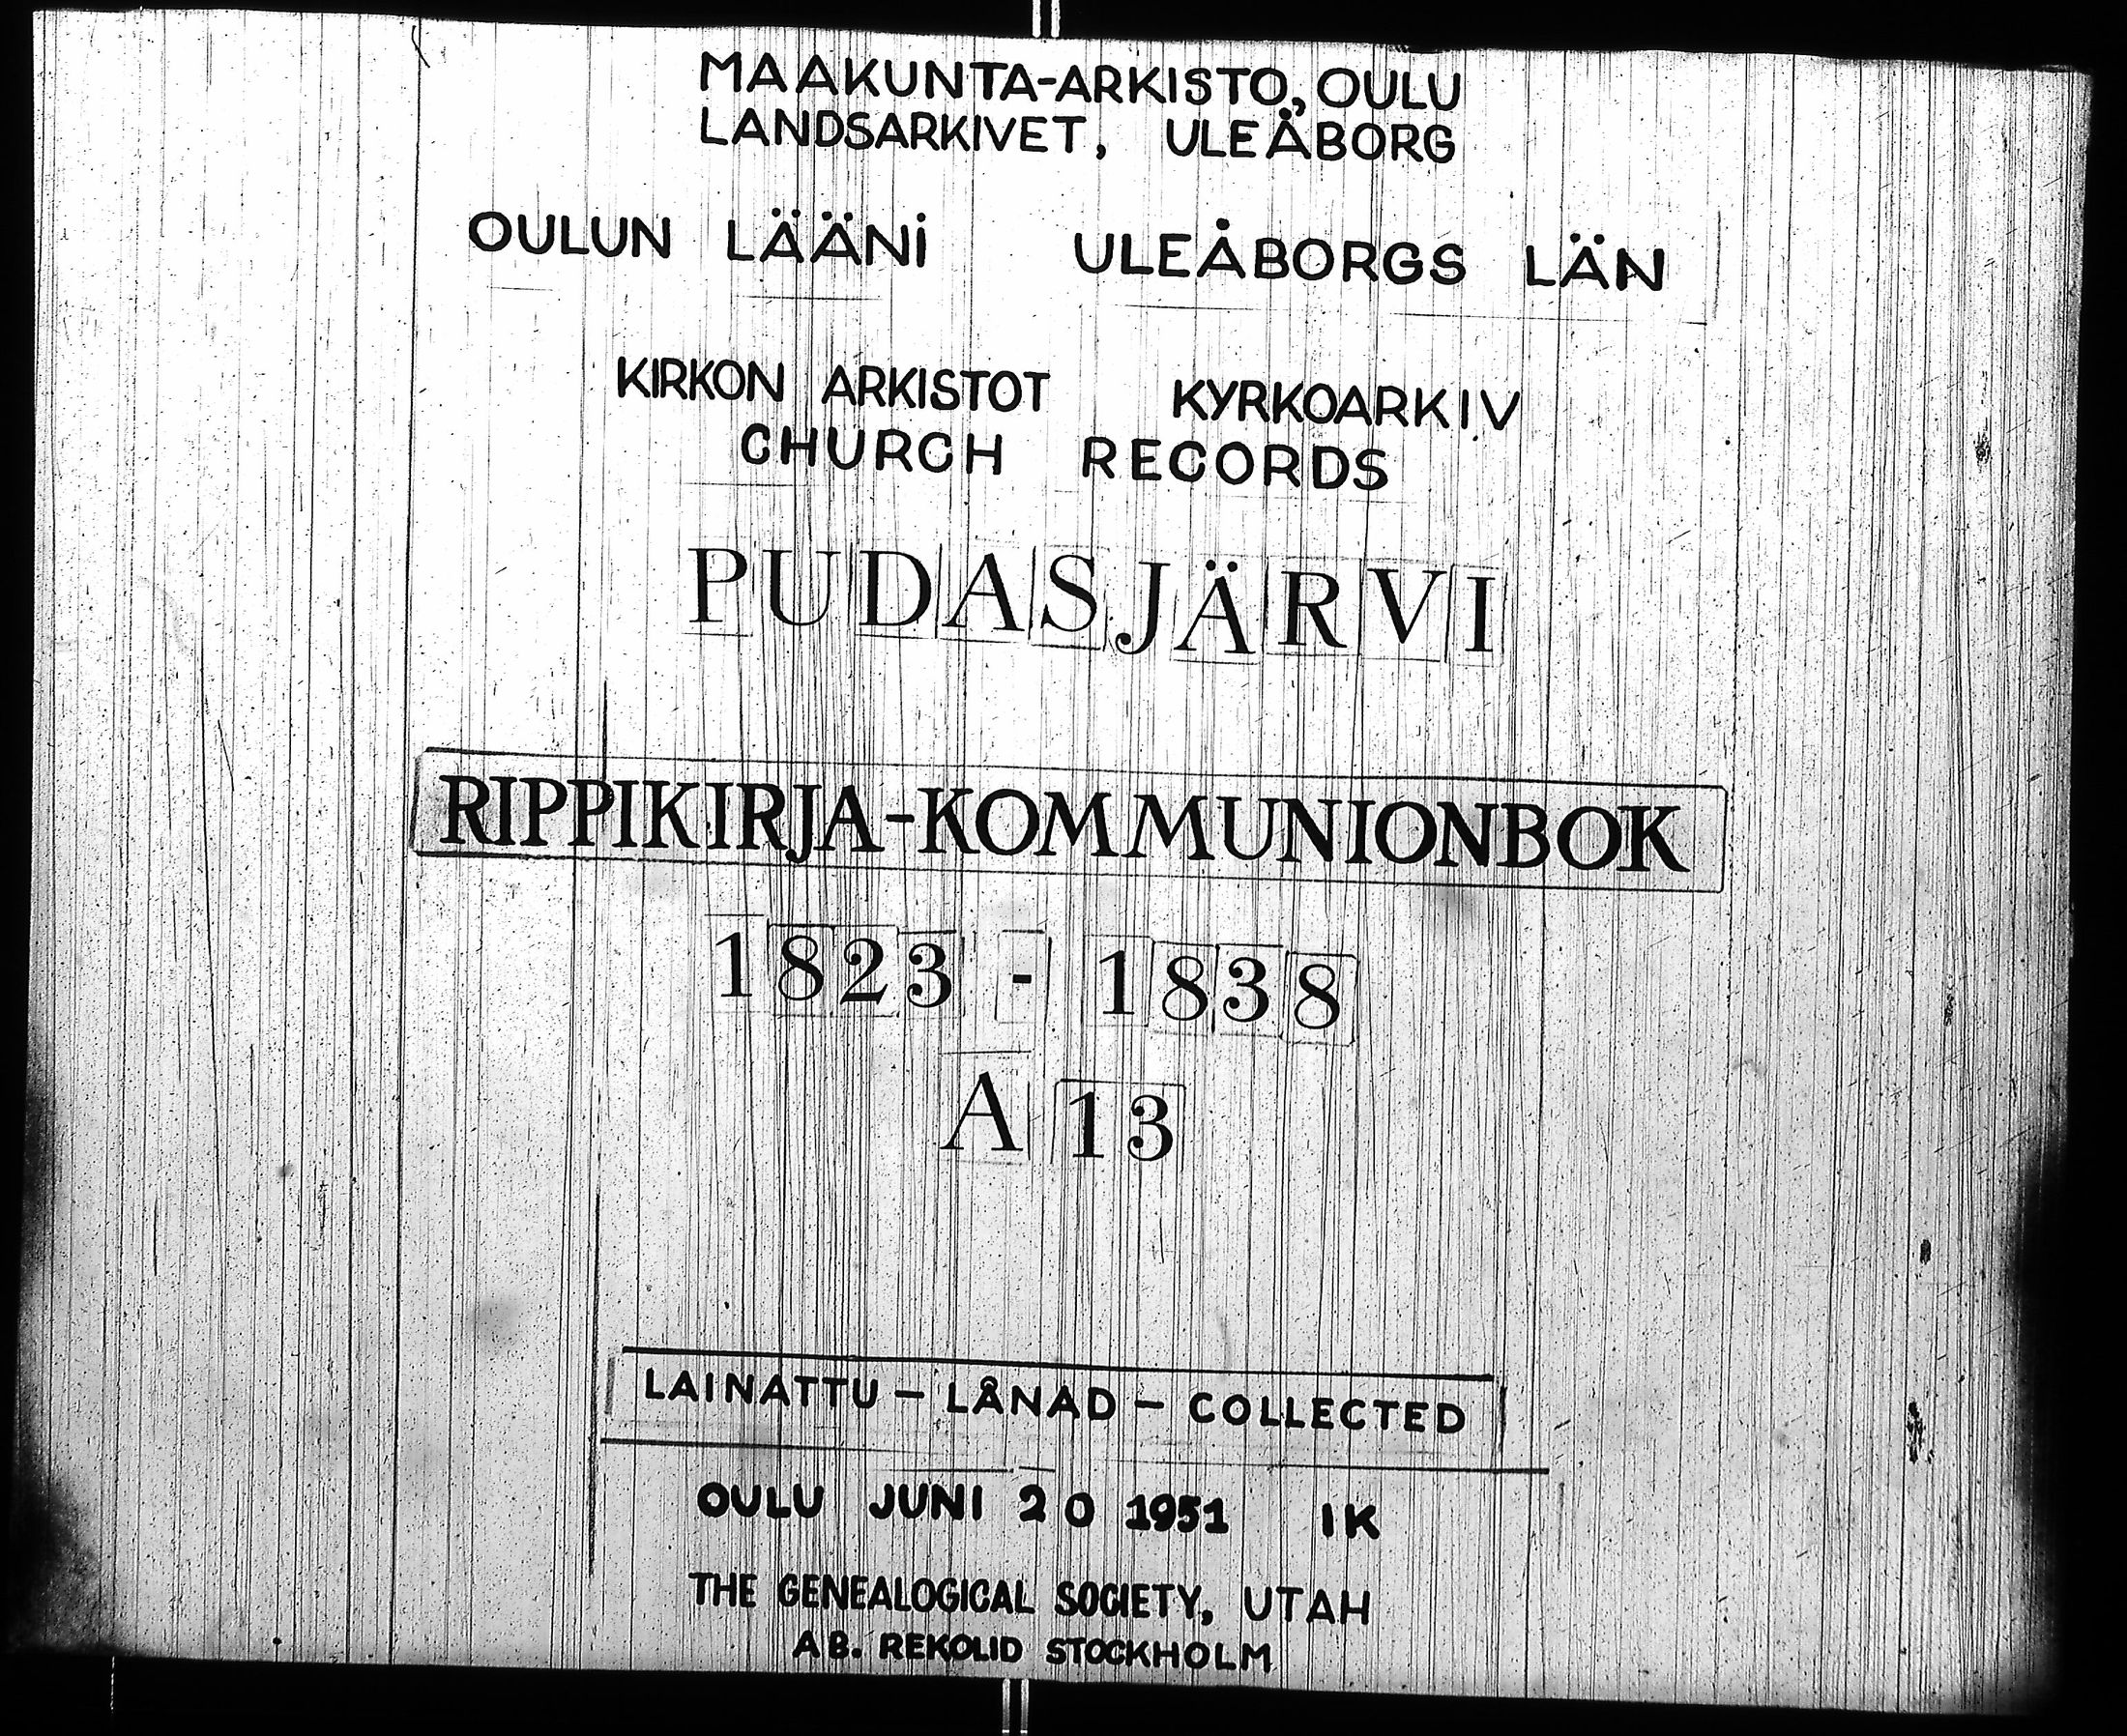 MAAKUNTA-ARKISTO, OULU
LANDSARKIVET, ULEÅBORG
OULUN LÄÄNI ULEÅBORGS LÄN
KIRKON ARKISTOT KYRKOARKIV
CHURCH RECORDS
PUDASJÄRVI
RIPPIKIRJA-KOMMUNIONBOK
1823 - 1838
A 13
LAINATTU - LÅNAD - COLLECTED
OULU JUNI 20 1951 IK
THE GENEALOGICAL SOCIETY, UTAH
AB. REKOLID STOCKHOLM